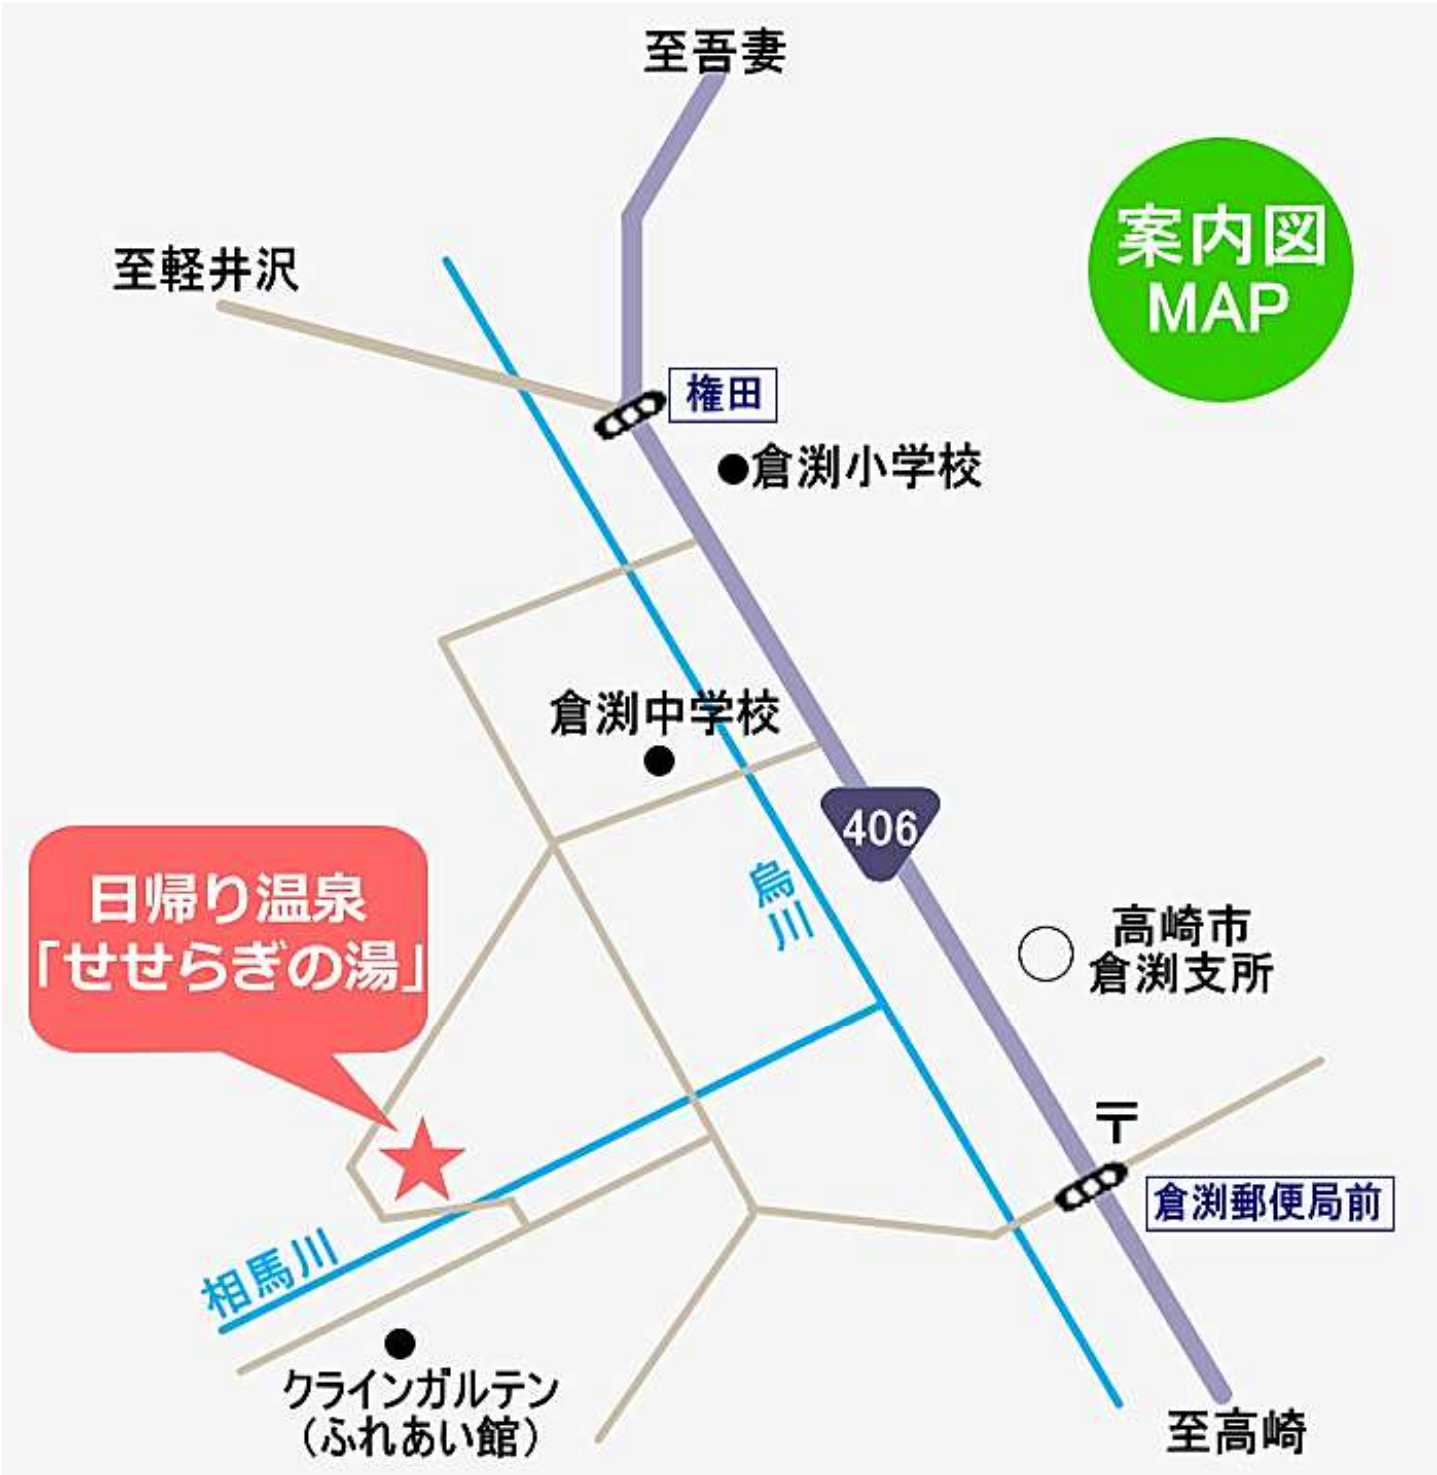 至吾妻
案内図
MAP
至軽井沢
権田
倉渕小学校
倉渕中学校
406
日帰り温泉
「せせらぎの湯」
烏川
高崎市
倉渕支所
〒
倉渕郵便局前
相馬川
クラインガルテン
（ふれあい館）
至高崎